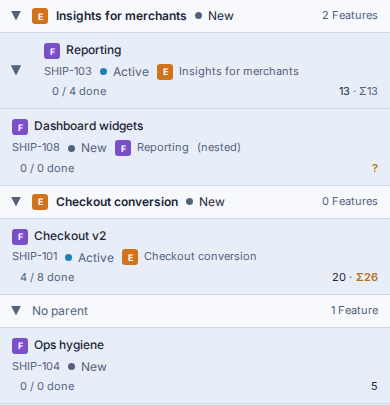 E Insights for merchants New 2 Features
F Reporting
SHIP-103 Active E Insights for merchants
0 / 4 done 13 · Σ13
F Dashboard widgets
SHIP-108 New F Reporting (nested)
0 / 0 done ?
E Checkout conversion New 0 Features
F Checkout v2
SHIP-101 Active E Checkout conversion
4 / 8 done 20 · Σ26
No parent 1 Feature
F Ops hygiene
SHIP-104 New
0 / 0 done 5